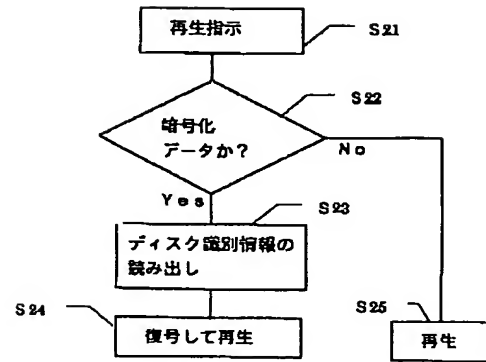 再生指示
S21
S22
暗号化
データか?
No
Yes
S23
ディスク識別情報の
読み出し
S24
復号して再生
S25
再生